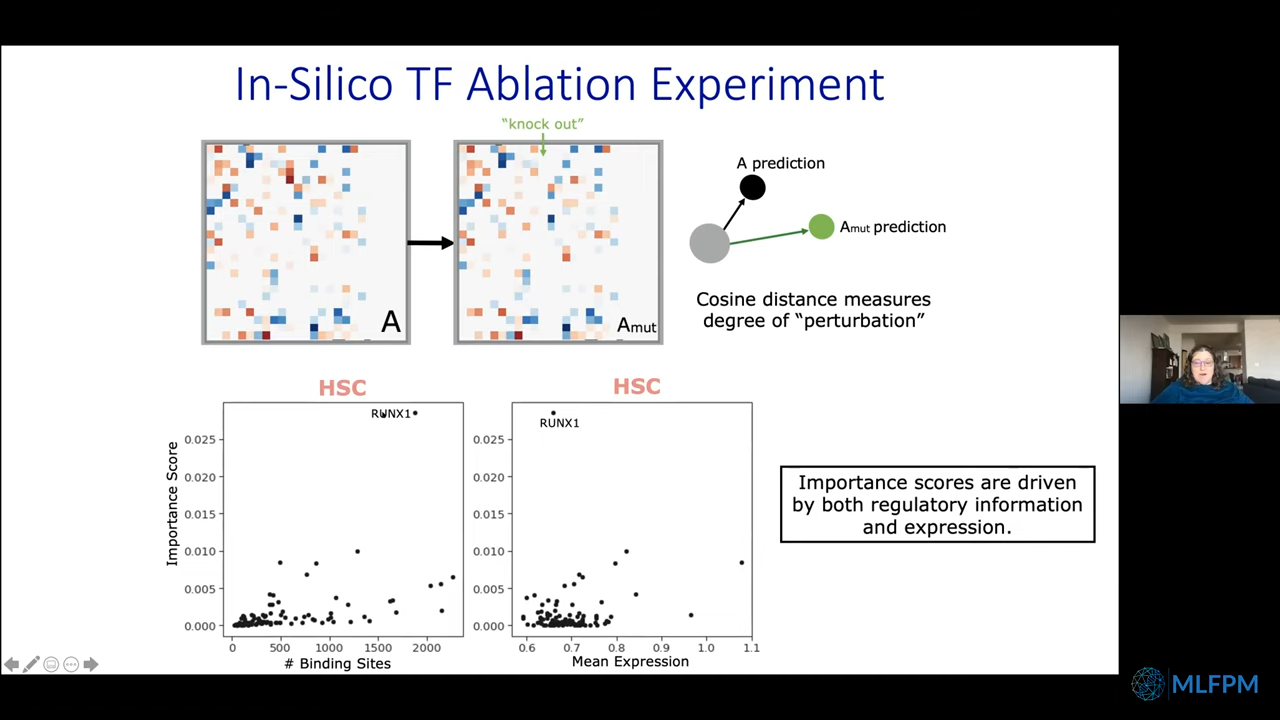 In-Silico TF Ablation Experiment
"knock out"
A
Amut
A prediction
Amut prediction
Cosine distance measures
degree of "perturbation"
HSC
RUNX1
Importance Score
0.025
0.020
0.015
0.010
0.005
0.000
0
500
1000
1500
2000
# Binding Sites
HSC
RUNX1
0.025
0.020
0.015
0.010
0.005
0.000
0.6
0.7
0.8
0.9
1.0
1.1
Mean Expression
Importance scores are driven
by both regulatory information
and expression.
MLFPM